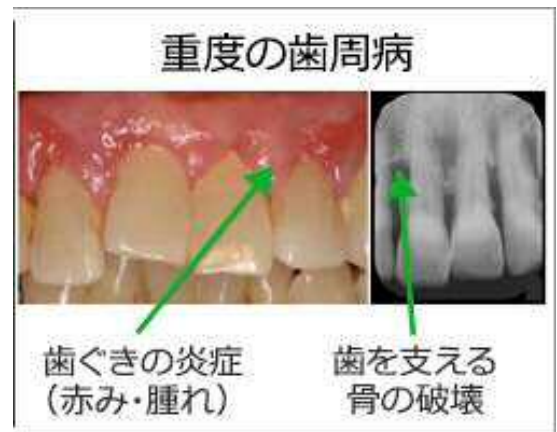 重度の歯周病
歯ぐきの炎症
（赤み・腫れ）
歯を支える
骨の破壊